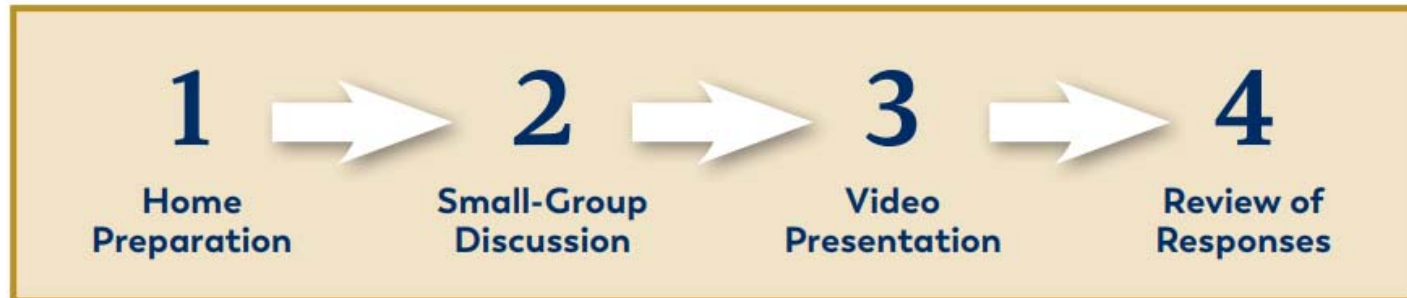 1
Home
Preparation
2
Small-Group
Discussion
3
Video
Presentation
4
Review of
Responses